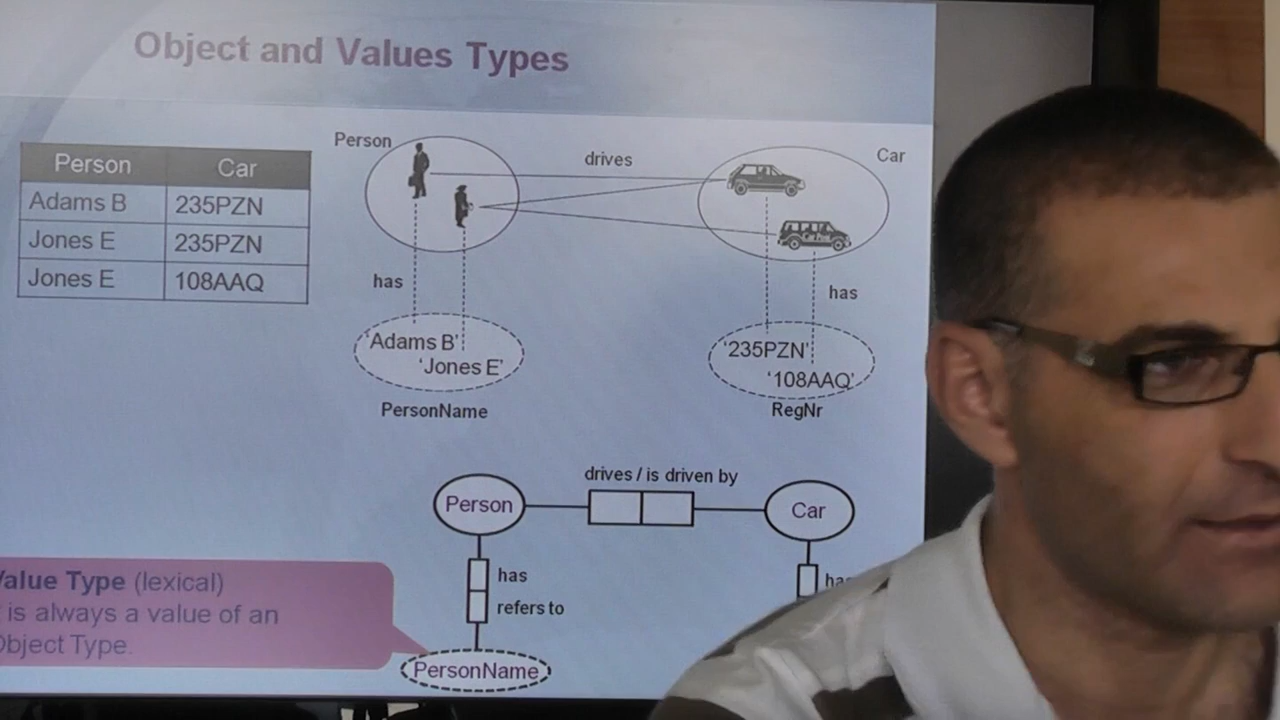 Object and Values Types
Person Car
Adams B 235PZN
Jones E 235PZN
Jones E 108AAQ
Person
drives
Car
has
has
'Adams B'
'Jones E'
'235PZN'
'108AAQ'
PersonName
RegNr
drives / is driven by
Person
Car
has
has
refers to
Value Type (lexical)
is always a value of an
Object Type.
PersonName